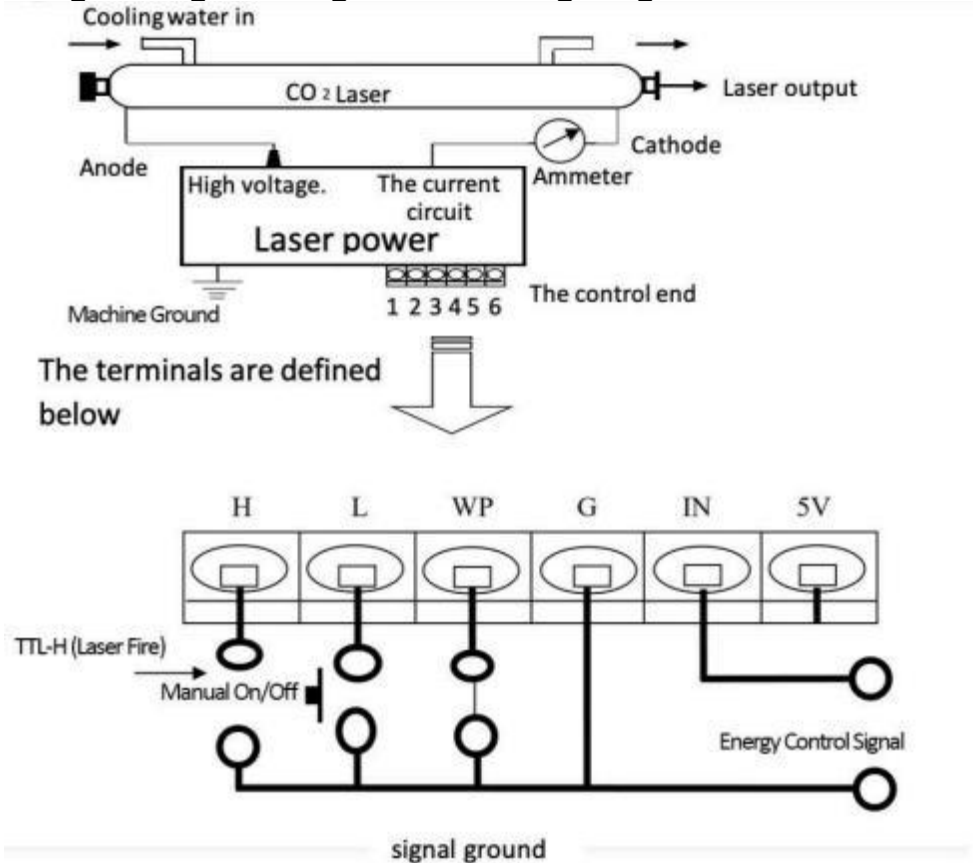 Cooling water in
CO 2 Laser
Laser output
Anode
Cathode
Ammeter
High voltage.
The current
circuit
Laser power
Machine Ground
1 2 3 4 5 6
The control end
The terminals are defined
below
H L WP G IN 5V
TTL-H (Laser Fire)
Manual On/Off
Energy Control Signal
signal ground